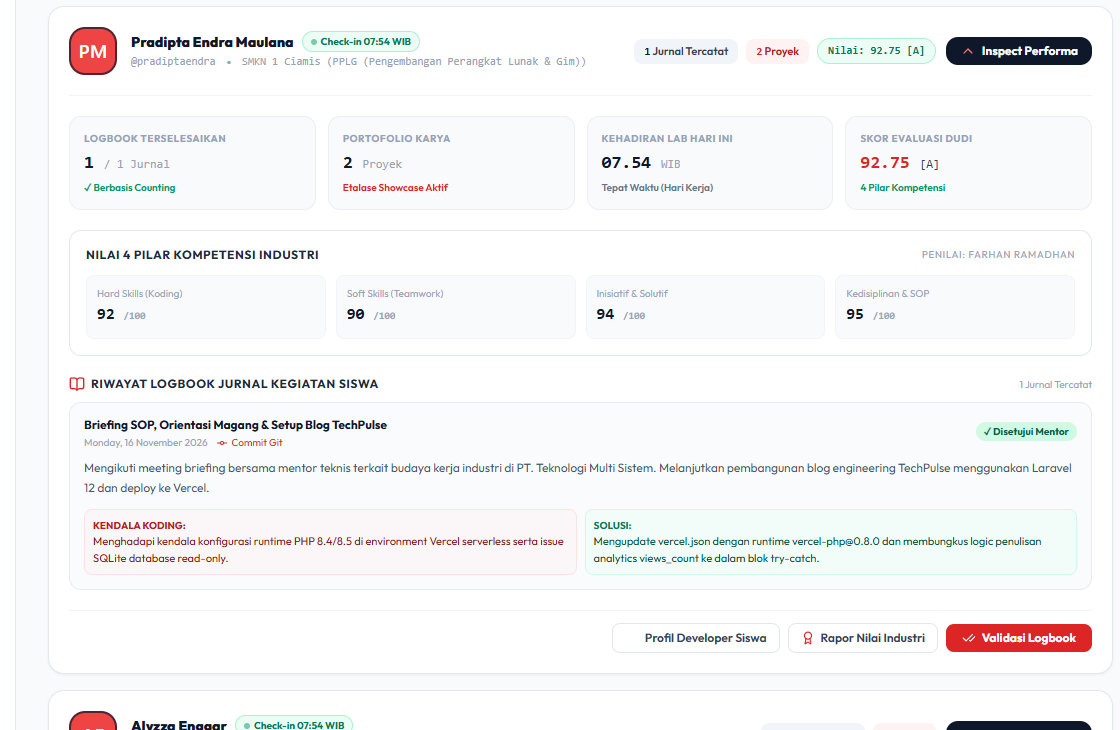 PM
Pradipta Endra Maulana
Check-in 07:54 WIB
@pradiptaendra • SMKN 1 Ciamis (PPLG (Pengembangan Perangkat Lunak & Gim))
1 Jurnal Tercatat
2 Proyek
Nilai: 92.75 [A]
Inspect Performa
LOGBOOK TERSELESAIKAN
1 / 1 Jurnal
✓ Berbasis Counting
PORTOFOLIO KARYA
2 Proyek
Etalase Showcase Aktif
KEHADIRAN LAB HARI INI
07.54 WIB
Tepat Waktu (Hari Kerja)
SKOR EVALUASI DUDI
92.75 [A]
4 Pilar Kompetensi
NILAI 4 PILAR KOMPETENSI INDUSTRI
PENILAI: FARHAN RAMADHAN
Hard Skills (Koding)
92 /100
Soft Skills (Teamwork)
90 /100
Inisiatif & Solutif
94 /100
Kedisiplinan & SOP
95 /100
RIWAYAT LOGBOOK JURNAL KEGIATAN SISWA
1 Jurnal Tercatat
Briefing SOP, Orientasi Magang & Setup Blog TechPulse
Monday, 16 November 2026 Commit Git
✓ Disetujui Mentor
Mengikuti meeting briefing bersama mentor teknis terkait budaya kerja industri di PT. Teknologi Multi Sistem. Melanjutkan pembangunan blog engineering TechPulse menggunakan Laravel
12 dan deploy ke Vercel.
KENDALA KODING:
Menghadapi kendala konfigurasi runtime PHP 8.4/8.5 di environment Vercel serverless serta issue
SQLite database read-only.
SOLUSI:
Mengupdate vercel.json dengan runtime vercel-php@0.8.0 dan membungkus logic penulisan
analytics views_count ke dalam blok try-catch.
Profil Developer Siswa
Rapor Nilai Industri
Validasi Logbook
Alyzza Enggar
Check-in 07:54 WIB